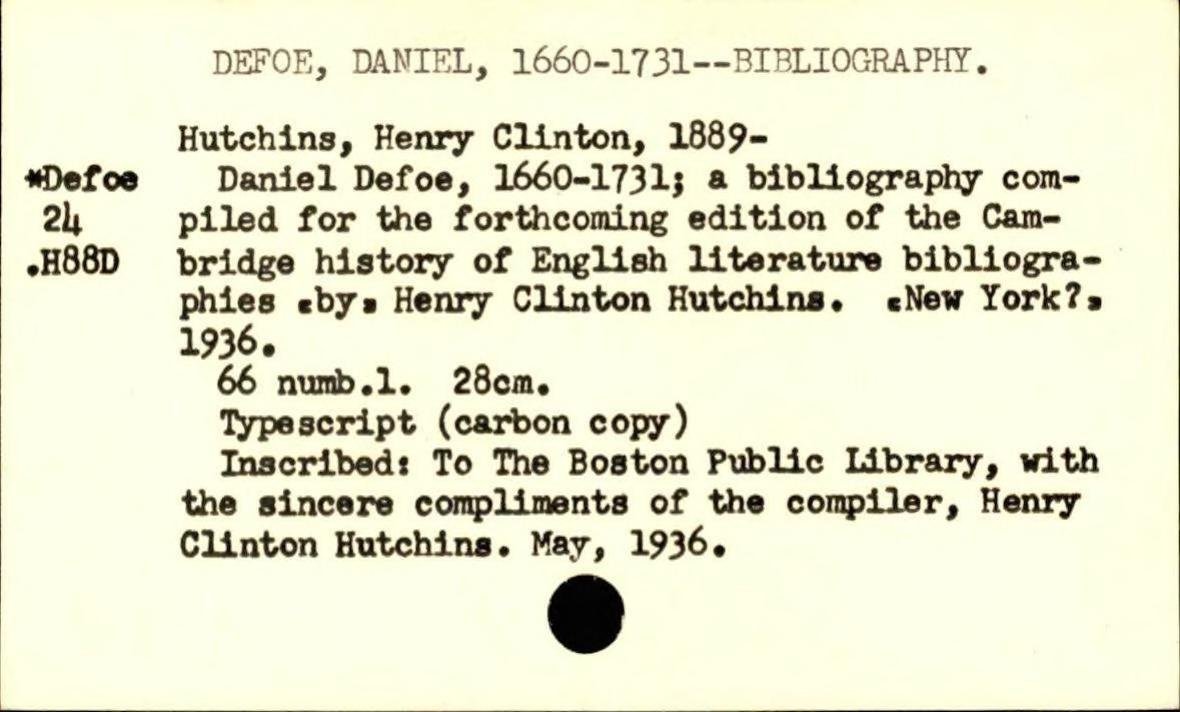 DEFOE, DANIEL, 1660-1731--BIBLIOGRAPHY.
Hutchins, Henry Clinton, 1889-
*Defoe Daniel Defoe, 1660-1731; a bibliography com-
24 piled for the forthcoming edition of the Cam-
.H88D bridge history of English literature bibliogra-
phies [by] Henry Clinton Hutchins. [New York?]
1936.
66 numb.l. 28cm.
Typescript (carbon copy)
Inscribed: To The Boston Public Library, with
the sincere compliments of the compiler, Henry
Clinton Hutchins. May, 1936.